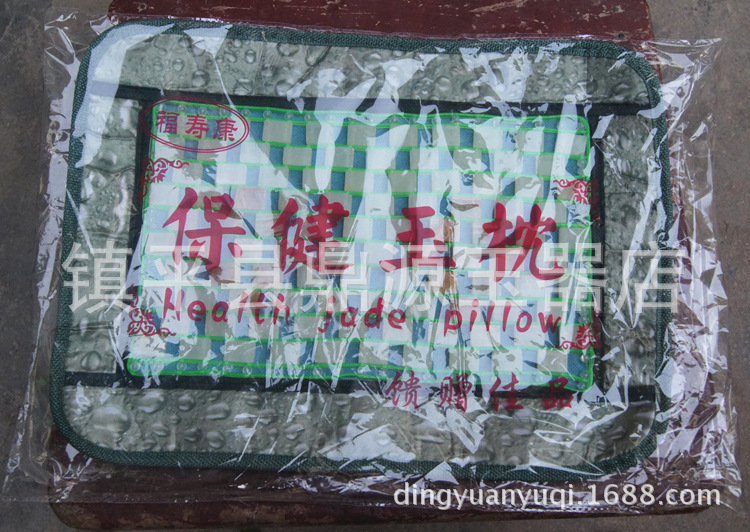 福寿康
保健玉枕
镇平县鼎源玉器店
Health jade pillow
馈赠佳品
dingyuanyuqi.1688.com